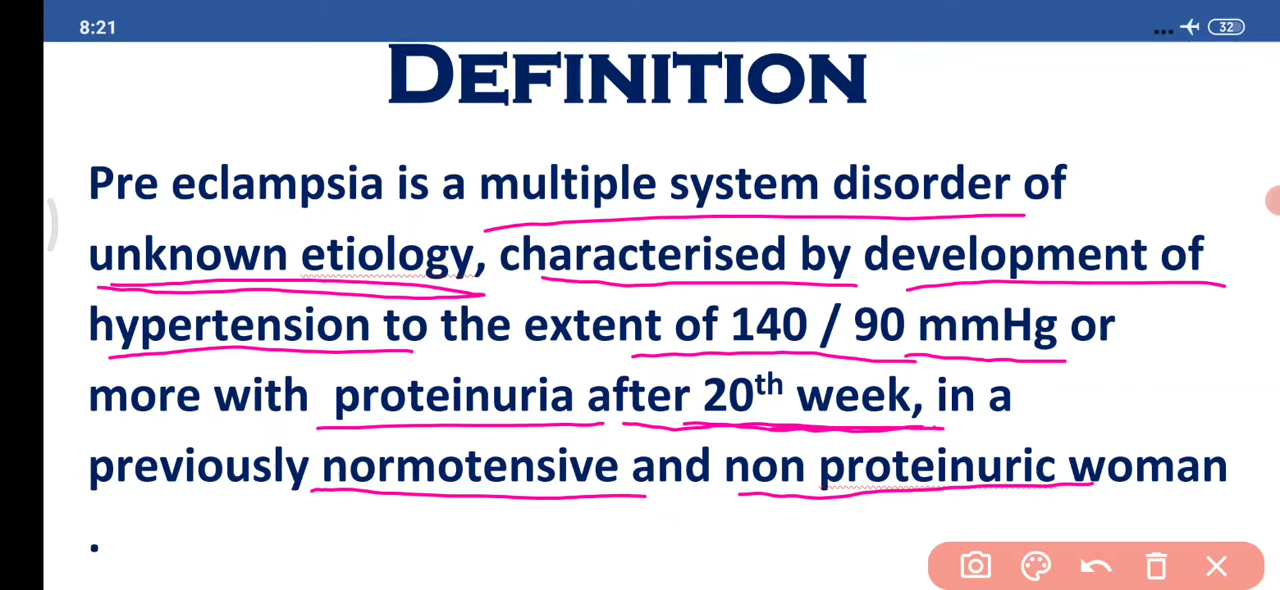 8:21
32
DEFINITION
Pre eclampsia is a multiple system disorder of
unknown etiology, characterised by development of
hypertension to the extent of 140 / 90 mmHg or
more with proteinuria after 20th week, in a
previously normotensive and non proteinuric woman
.